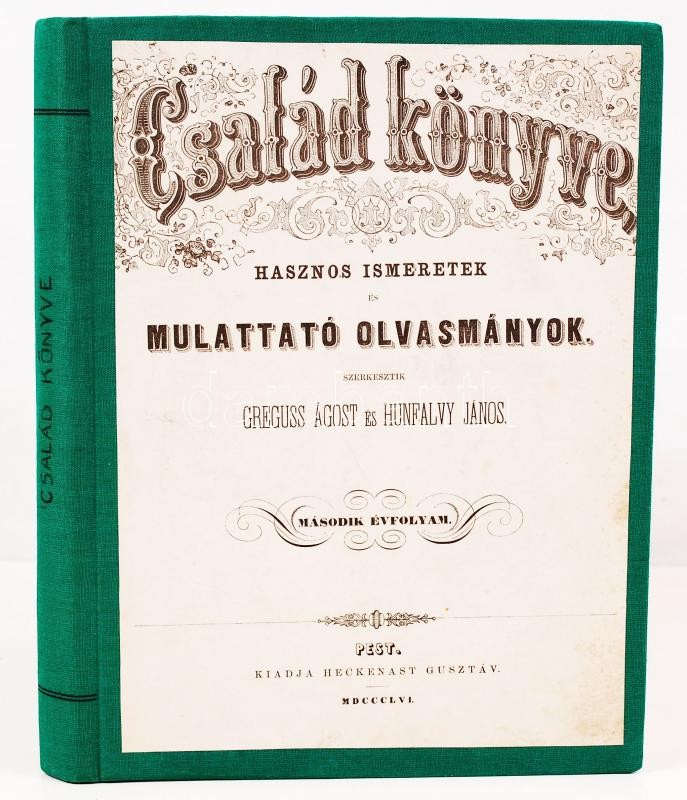 Család könyve,
HASZNOS ISMERETEK
ÉS
MULATTATÓ OLVASMÁNYOK.
SZERKESZTIK
GREGUSS ÁGOST ÉS HUNFALVY JÁNOS.
MÁSODIK ÉVFOLYAM.
PEST.
KIADJA HECKENAST GUSZTÁV.
MDCCCLVI.
CSALÁD KÖNYVE
darabanth